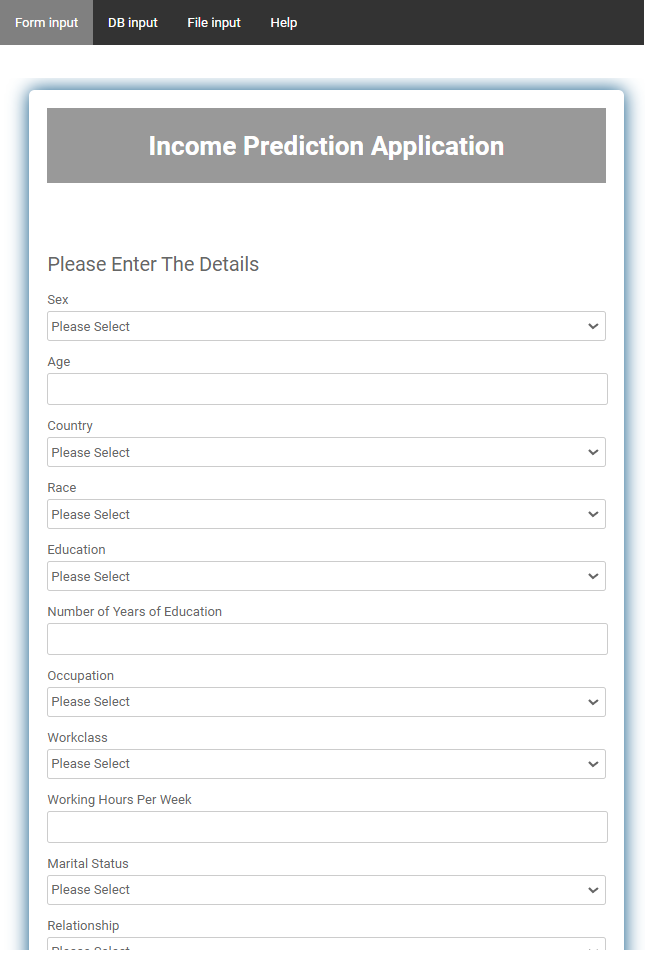 Form input DB input File input Help
Income Prediction Application
Please Enter The Details
Sex
Please Select
Age
Country
Please Select
Race
Please Select
Education
Please Select
Number of Years of Education
Occupation
Please Select
Workclass
Please Select
Working Hours Per Week
Marital Status
Please Select
Relationship
Please Select